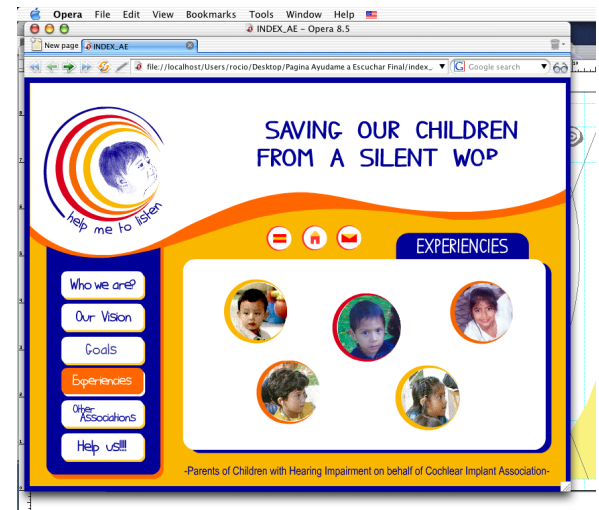 Opera File Edit View Bookmarks Tools Window Help
INDEX_AE – Opera 8.5
New page INDEX_AE
file://localhost/Users/rocio/Desktop/Pagina Ayudame a Escuchar Final/index_ Google search
SAVING OUR CHILDREN
FROM A SILENT WOR
help me to listen
EXPERIENCIES
Who we are?
Our Vision
Goals
Experiencies
Other
Associations
Help us!!!!
-Parents of Children with Hearing Impairment on behalf of Cochlear Implant Association-